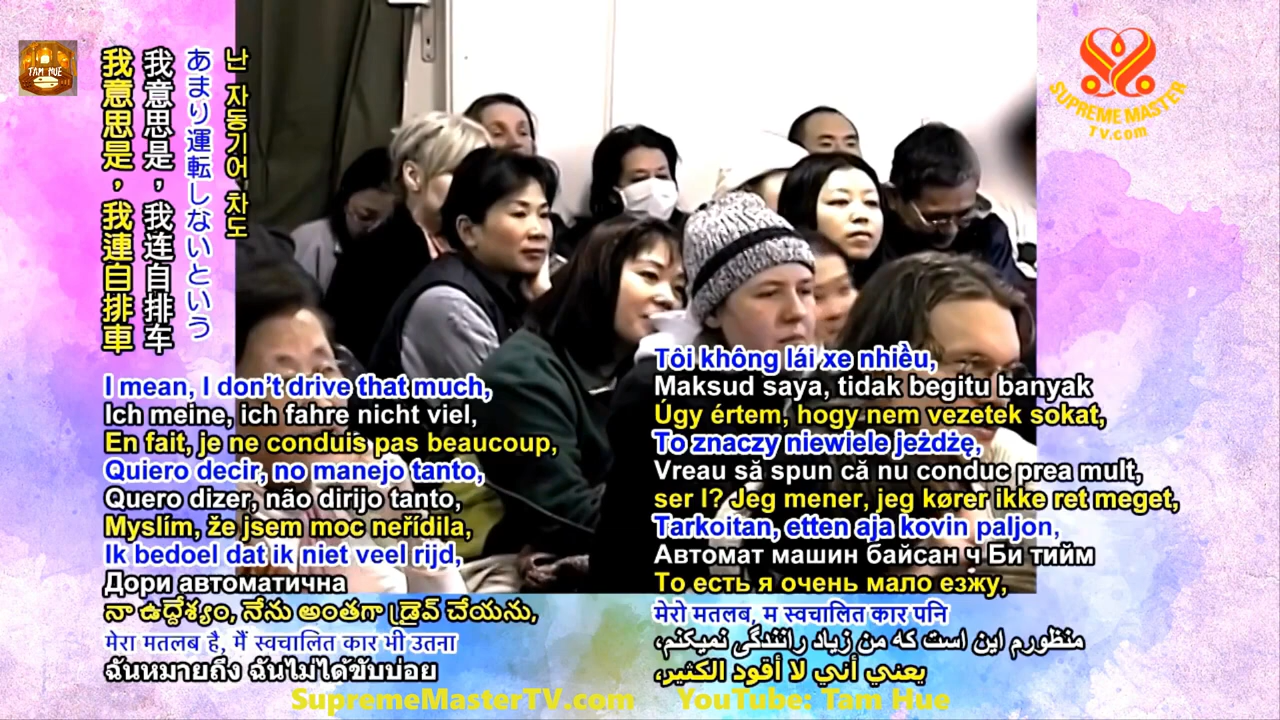 TAM HUE
我意思是，我連自排車
我意思是，我连自排车
あまり運転しないという
난 자동기어 차도
SUPREME MASTER
TV.com
I mean, I don't drive that much,
Ich meine, ich fahre nicht viel,
En fait, je ne conduis pas beaucoup,
Quiero decir, no manejo tanto,
Quero dizer, não dirijo tanto,
Myslím, že jsem moc neřídila,
Ik bedoel dat ik niet veel rijd,
Дори автоматична
నా ఉద్దేశ్యం, నేను అంతగా డ్రైవ్ చేయను,
मेरा मतलब है, मैं स्वचालित कार भी उतना
ฉันหมายถึง ฉันไม่ได้ขับบ่อย
Tôi không lái xe nhiều,
Maksud saya, tidak begitu banyak
Úgy értem, hogy nem vezetek sokat,
To znaczy niewiele jeżdżę,
Vreau să spun că nu conduc prea mult,
ser I? Jeg mener, jeg kører ikke ret meget,
Tarkoitan, etten aja kovin paljon,
Автомат машин байсан ч Би тийм
То есть я очень мало езжу,
मेरो मतलब, म स्वचालित कार पनि
منظورم این است که من زیاد رانندگی نمیکنم،
يعني أني لا أقود الكثير،
SupremeMasterTV.com
YouTube: Tam Hue